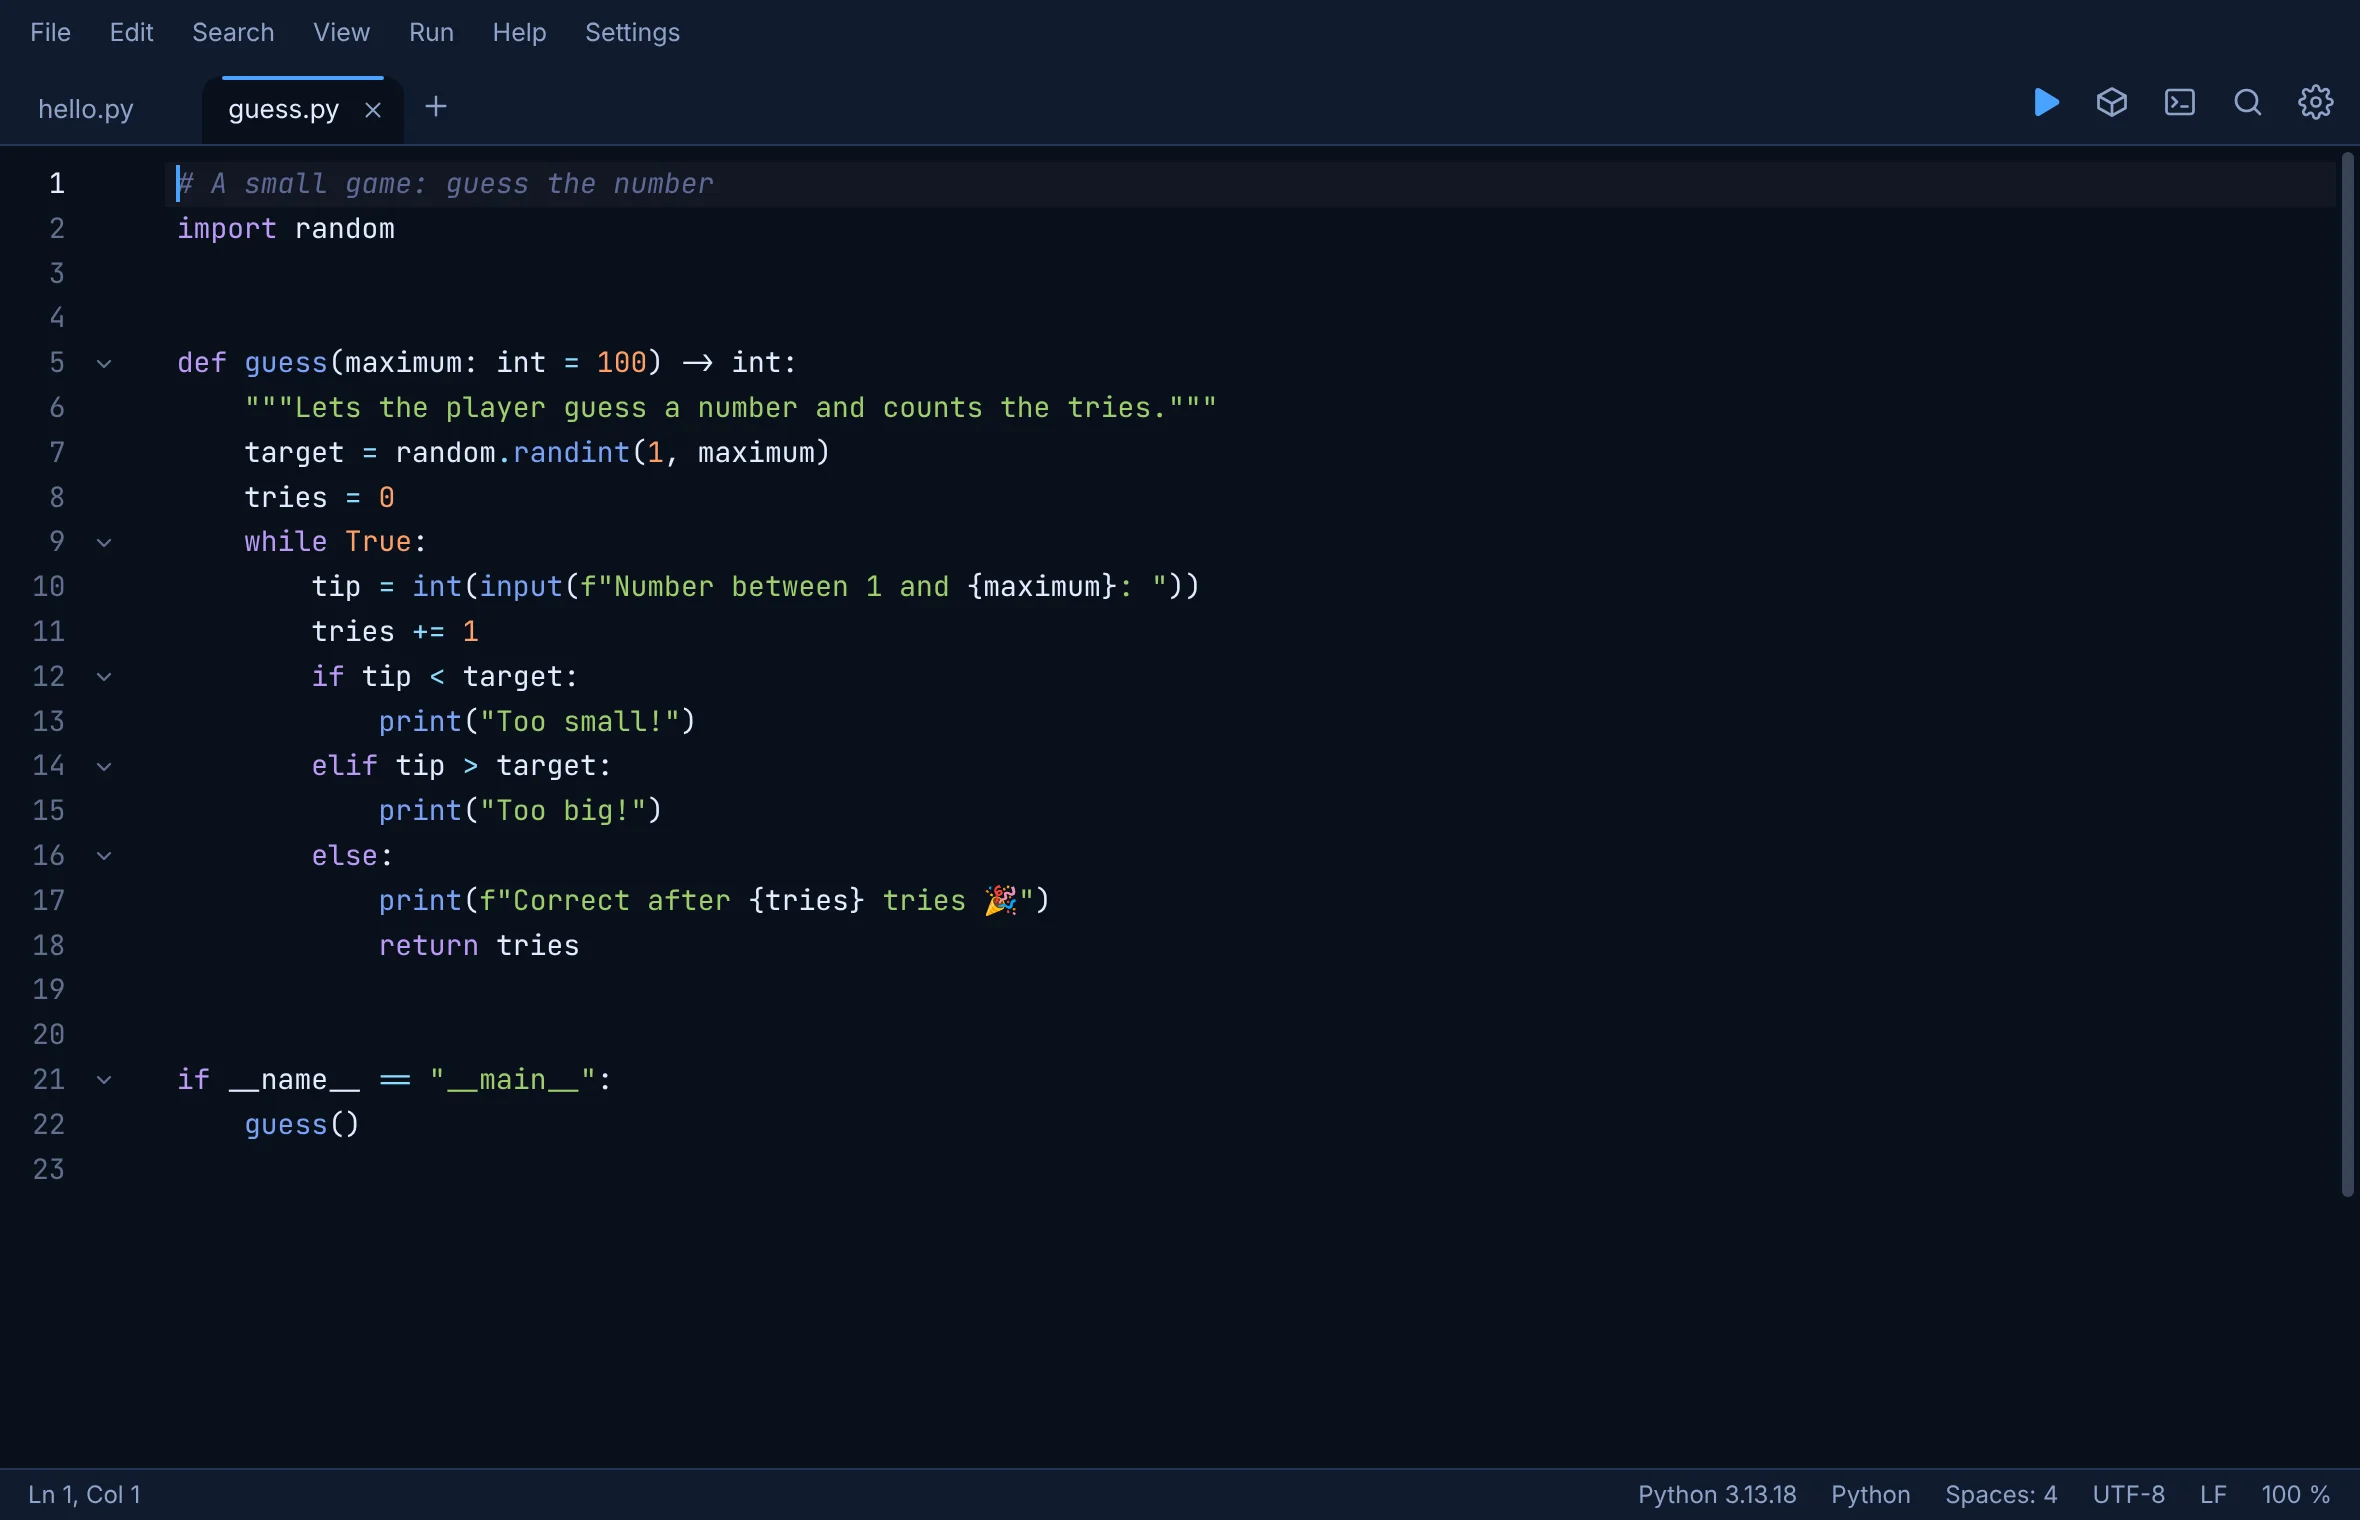 File Edit Search View Run Help Settings
hello.py guess.py
1 # A small game: guess the number
2 import random
3
4
5 def guess(maximum: int = 100) -> int:
6     """Lets the player guess a number and counts the tries."""
7     target = random.randint(1, maximum)
8     tries = 0
9     while True:
10         tip = int(input(f"Number between 1 and {maximum}: "))
11         tries += 1
12         if tip < target:
13             print("Too small!")
14         elif tip > target:
15             print("Too big!")
16         else:
17             print(f"Correct after {tries} tries 🎉")
18             return tries
19
20
21 if __name__ == "__main__":
22     guess()
23
Ln 1, Col 1 Python 3.13.18 Python Spaces: 4 UTF-8 LF 100 %